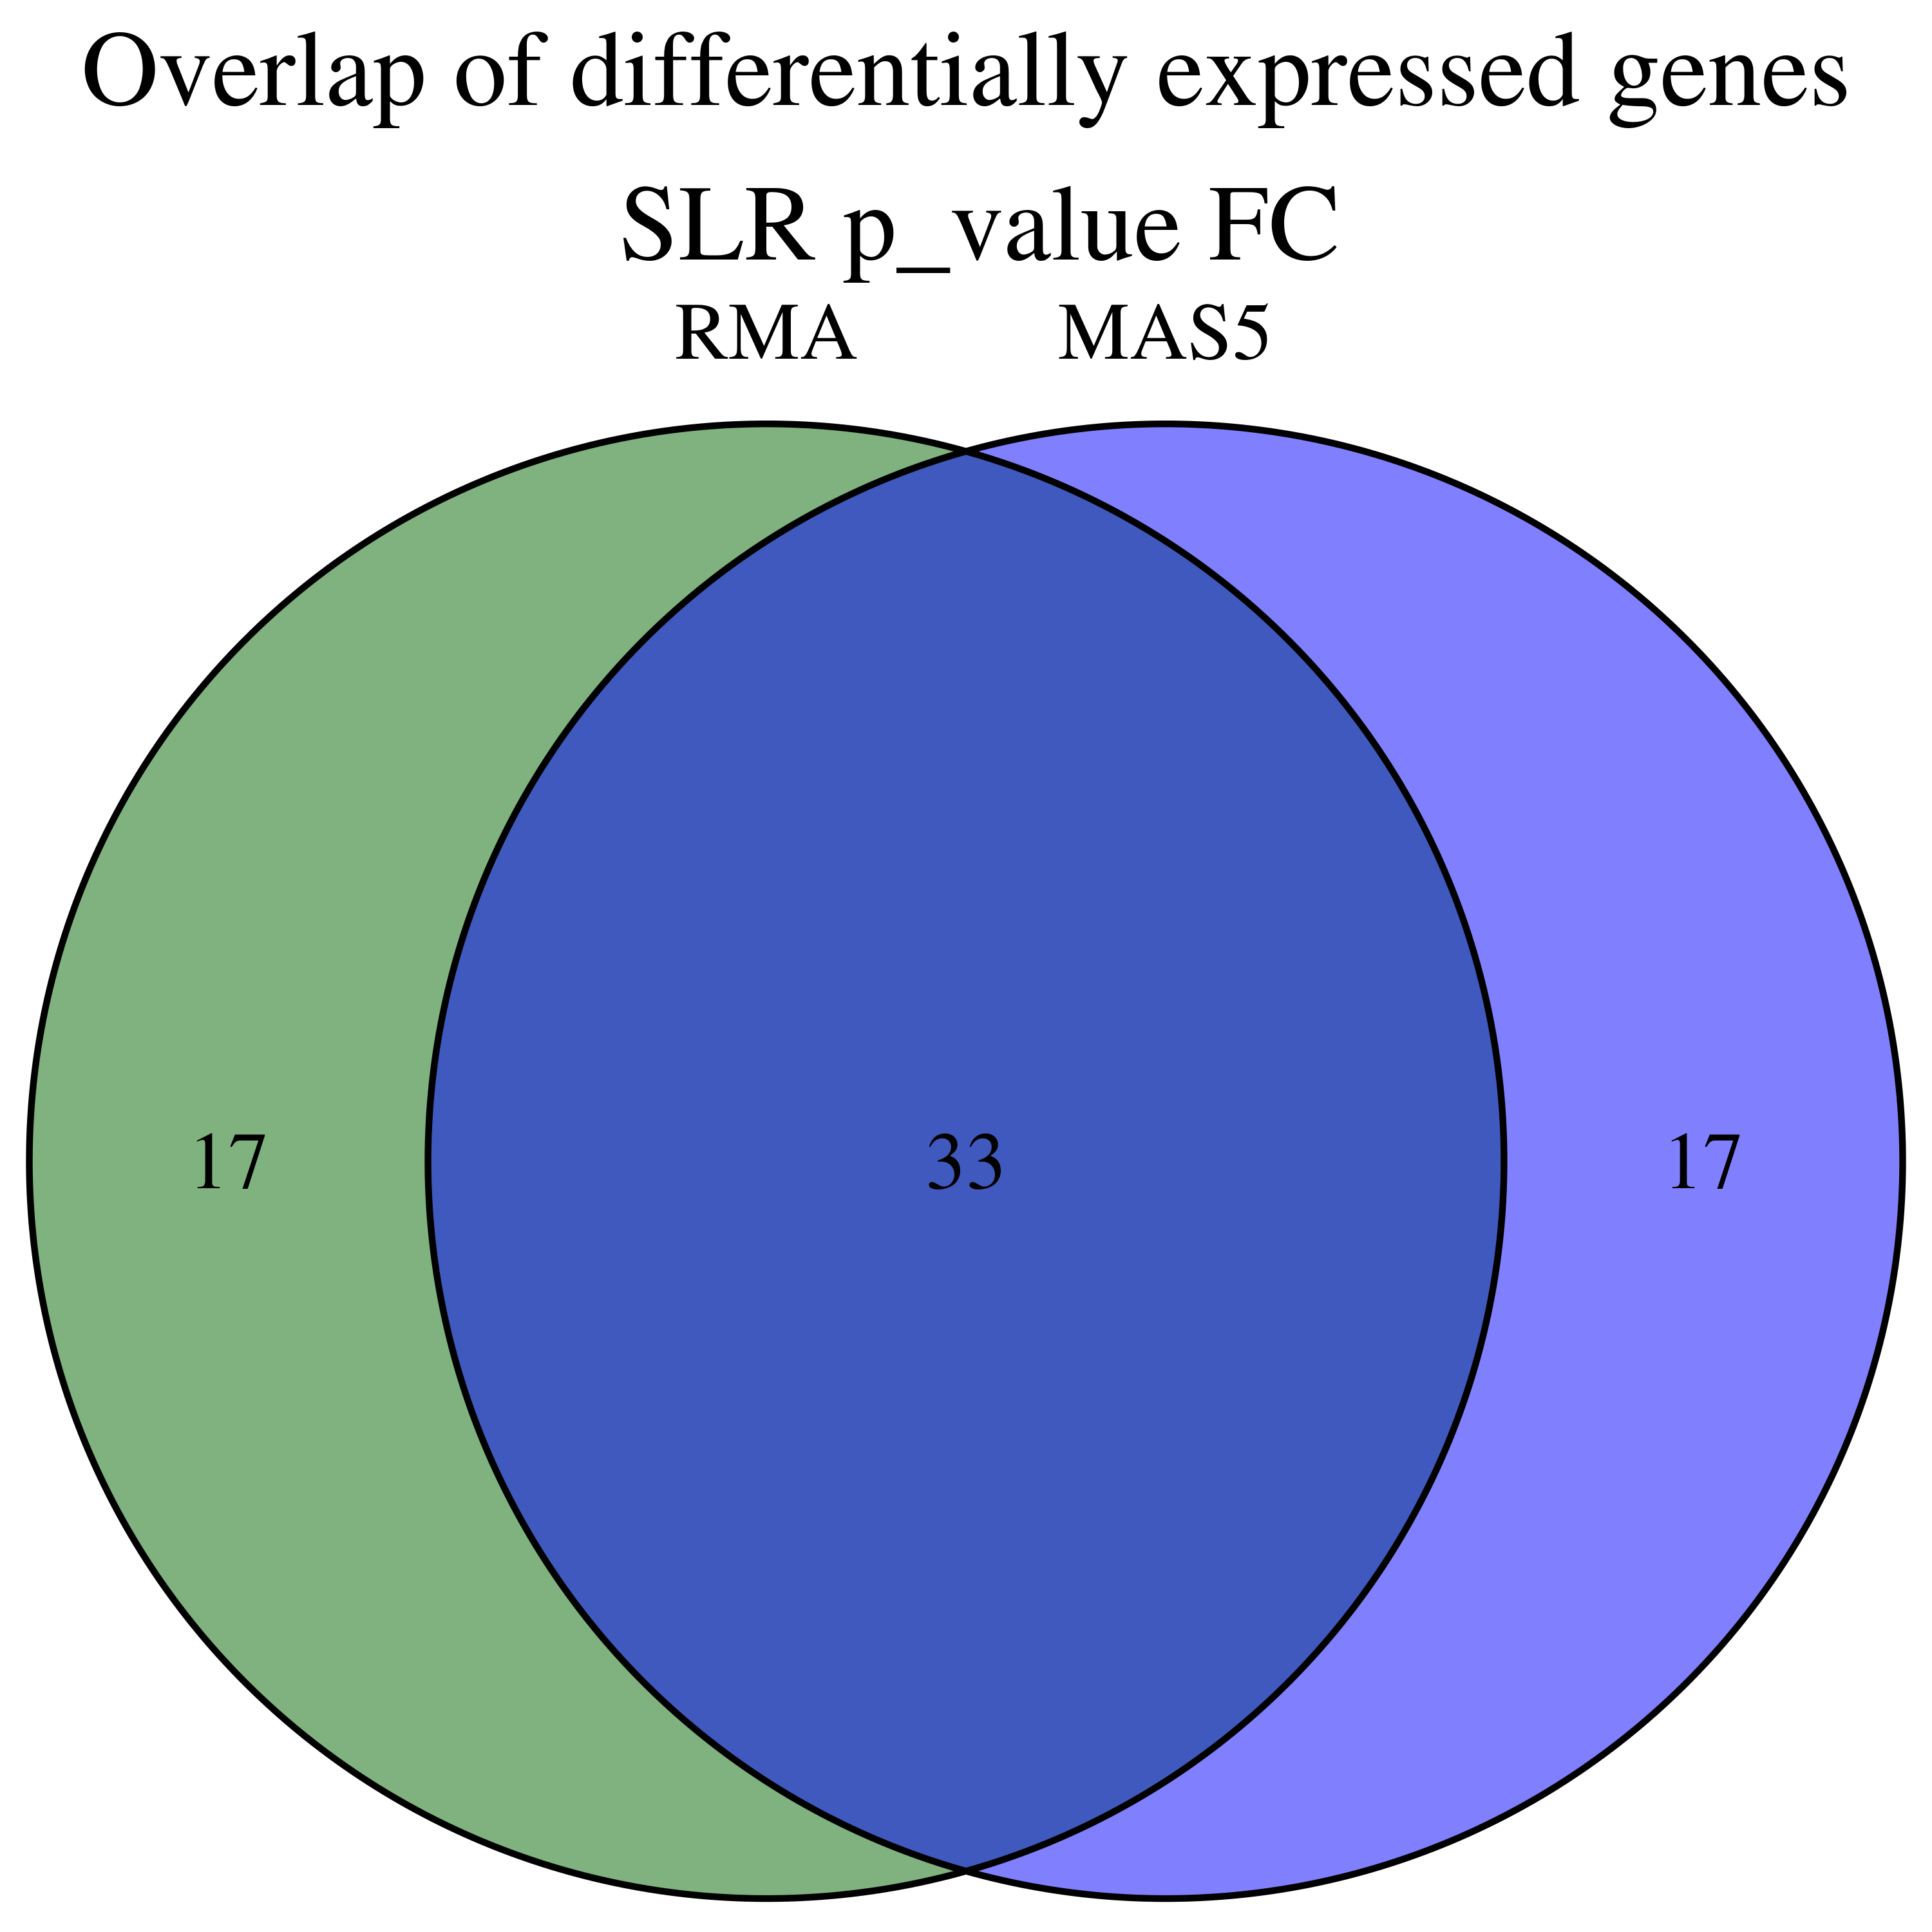 Overlap of differentially expressed genes
SLR p_value FC
RMA MAS5
17 33 17